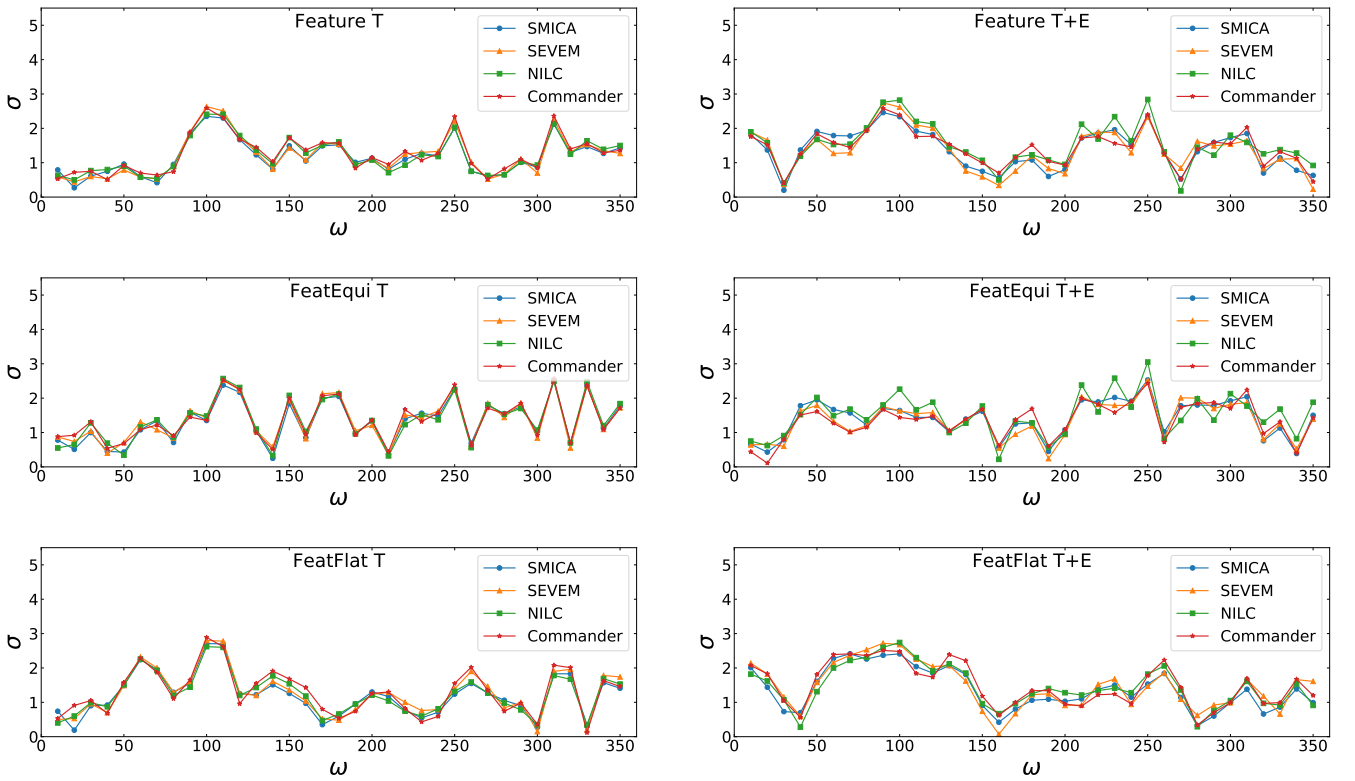 Feature T
SMICA
SEVEM
NILC
Commander
5
4
3
2
1
0
σ
0 50 100 150 200 250 300 350
ω
Feature T+E
SMICA
SEVEM
NILC
Commander
5
4
3
2
1
0
σ
0 50 100 150 200 250 300 350
ω
FeatEqui T
SMICA
SEVEM
NILC
Commander
5
4
3
2
1
0
σ
0 50 100 150 200 250 300 350
ω
FeatEqui T+E
SMICA
SEVEM
NILC
Commander
5
4
3
2
1
0
σ
0 50 100 150 200 250 300 350
ω
FeatFlat T
SMICA
SEVEM
NILC
Commander
5
4
3
2
1
0
σ
0 50 100 150 200 250 300 350
ω
FeatFlat T+E
SMICA
SEVEM
NILC
Commander
5
4
3
2
1
0
σ
0 50 100 150 200 250 300 350
ω